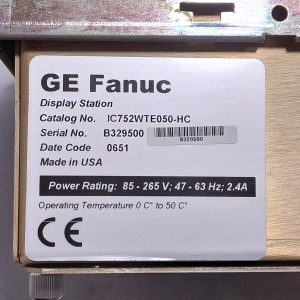 GE Fanuc
Display Station
Catalog No. IC752WTE050-HC
Serial No. B329500
B329500
Date Code 0651
Made in USA
Power Rating: 85 - 265 V; 47 - 63 Hz; 2.4A
Operating Temperature 0 C° to 50 C°